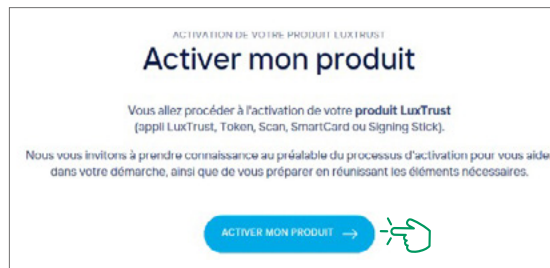 ACTIVATION DE VOTRE PRODUIT LUXTRUST
Activer mon produit
Vous allez procéder à l'activation de votre produit LuxTrust
(appli LuxTrust, Token, Scan, SmartCard ou Signing Stick).
Nous vous invitons à prendre connaissance au préalable du processus d'activation pour vous aide
dans votre démarche, ainsi que de vous préparer en réunissant les éléments nécessaires.
ACTIVER MON PRODUIT →